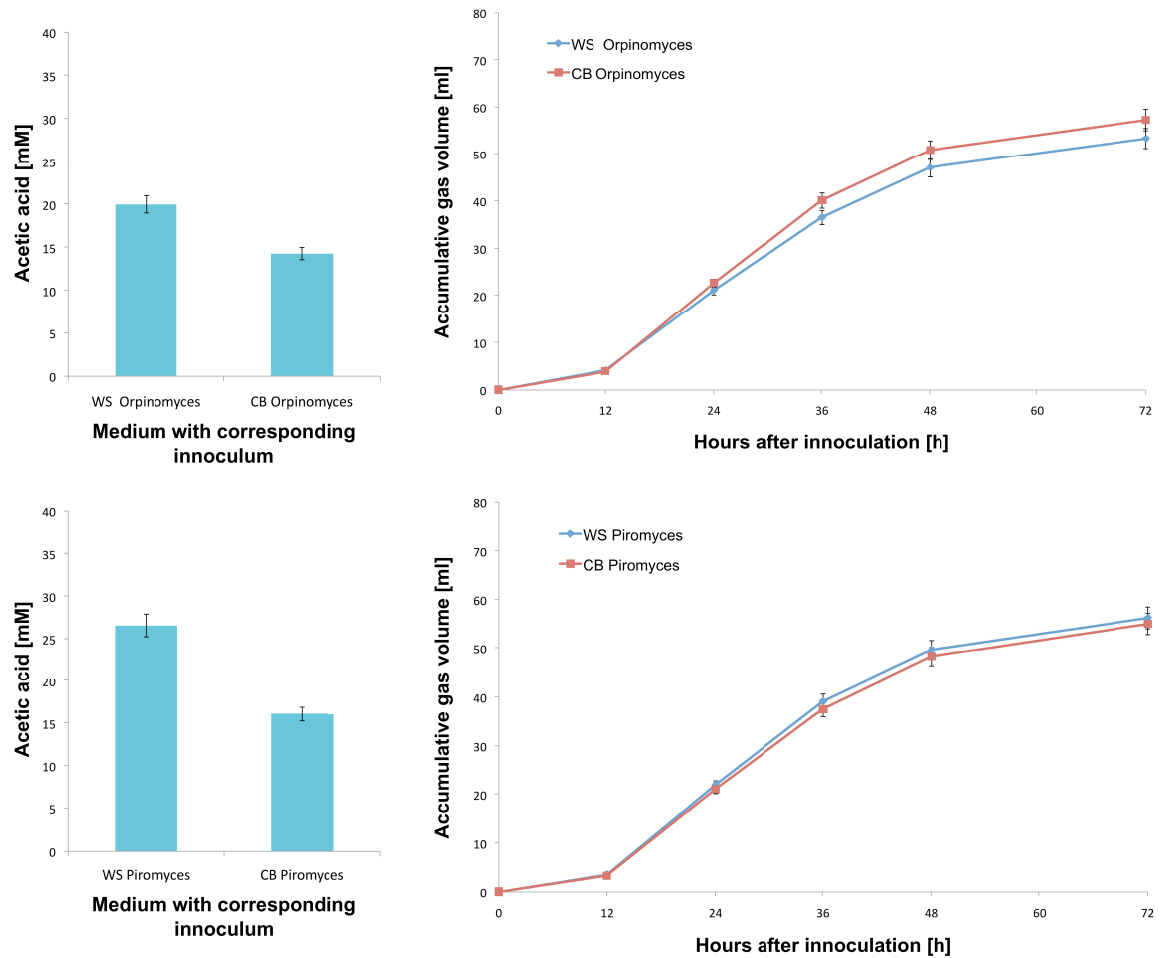 40
35
30
25
20
15
10
5
0
Acetic acid [mM]
WS Orpinomyces CB Orpinomyces
Medium with corresponding
innoculum
80
70
60
50
40
30
20
10
0
Accumulative gas volume [ml]
WS Orpinomyces
CB Orpinomyces
0 12 24 36 48 60 72
Hours after innoculation [h]
40
35
30
25
20
15
10
5
0
Acetic acid [mM]
WS Piromyces CB Piromyces
Medium with corresponding
innoculum
80
70
60
50
40
30
20
10
0
Accumulative gas volume [ml]
WS Piromyces
CB Piromyces
0 12 24 36 48 60 72
Hours after innoculation [h]